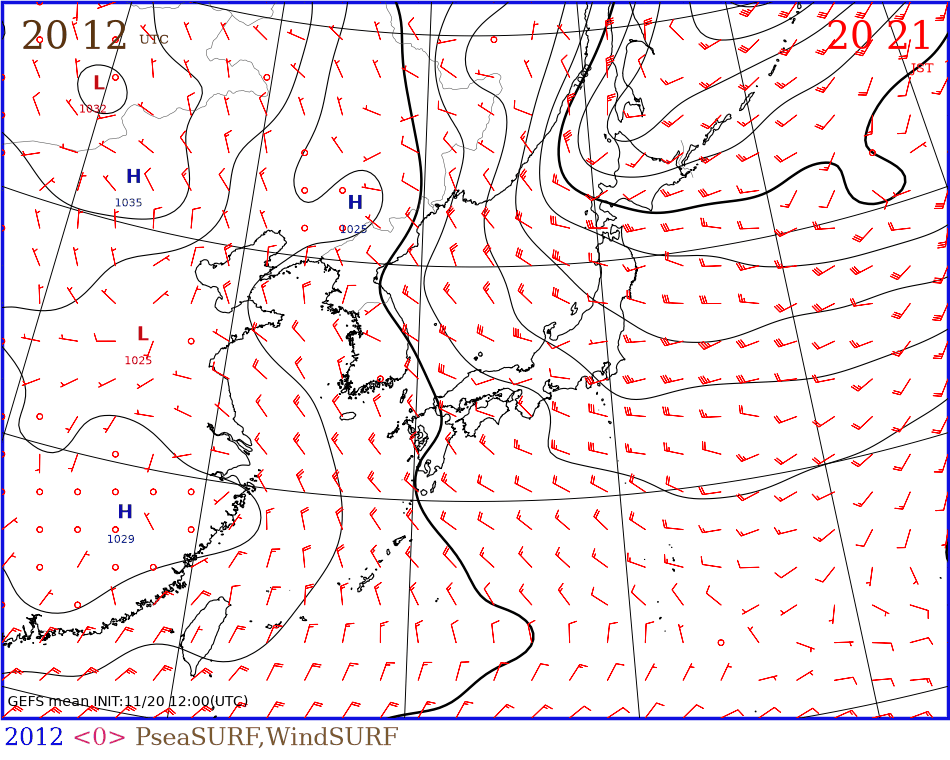 20 12 UTC
20 21
JST
L
1032
1000
H
1035
H
1025
L
1025
H
1029
GEFS mean INIT:11/20 12:00(UTC)
2012 <0> PseaSURF,WindSURF